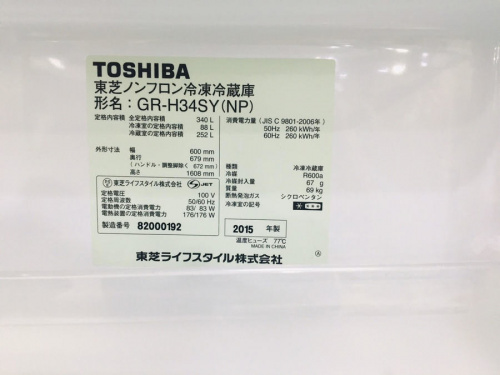 TOSHIBA
東芝ノンフロン冷凍冷蔵庫
形名：GR-H34SY(NP)
定格内容積 全定格内容積 340 L
冷凍室の定格内容積 88 L
冷蔵室の定格内容積 252 L
消費電力量 (JIS C 9801-2006年)
50Hz 260 kWh/年
60Hz 260 kWh/年
外形寸法 幅 600 mm
奥行 679 mm
(ハンドル・調整脚除く 672 mm)
高さ 1608 mm
種類 冷凍冷蔵庫
冷媒 R600a
冷媒封入量 67 g
質量 69 kg
断熱発泡ガス シクロペンタン
冷凍室の記号
東芝ライフスタイル株式会社 JET
定格電圧 100 V
定格周波数 50/60 Hz
電動機の定格消費電力 83/ 83 W
電熱装置の定格消費電力 176/176 W
製造番号 82000192
2015 年製
温度ヒューズ 77℃
MADE IN CHINA
東芝ライフスタイル株式会社
Ⓐ